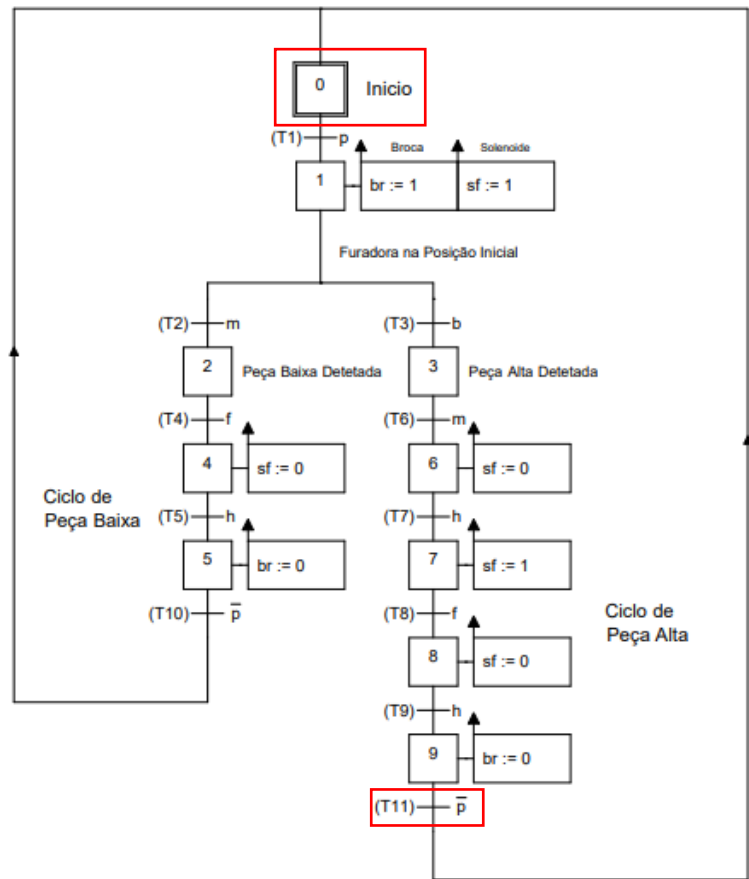 0 Inicio
(T1) p
Broca Solenoide
1 br := 1 sf := 1
Furadora na Posição Inicial
(T2) m (T3) b
2 Peça Baixa Detetada 3 Peça Alta Detetada
(T4) f (T6) m
4 sf := 0 6 sf := 0
Ciclo de
Peça Baixa
(T5) h (T7) h
5 br := 0 7 sf := 1
(T10) p̅ (T8) f
Ciclo de
Peça Alta
8 sf := 0
(T9) h
9 br := 0
(T11) p̅